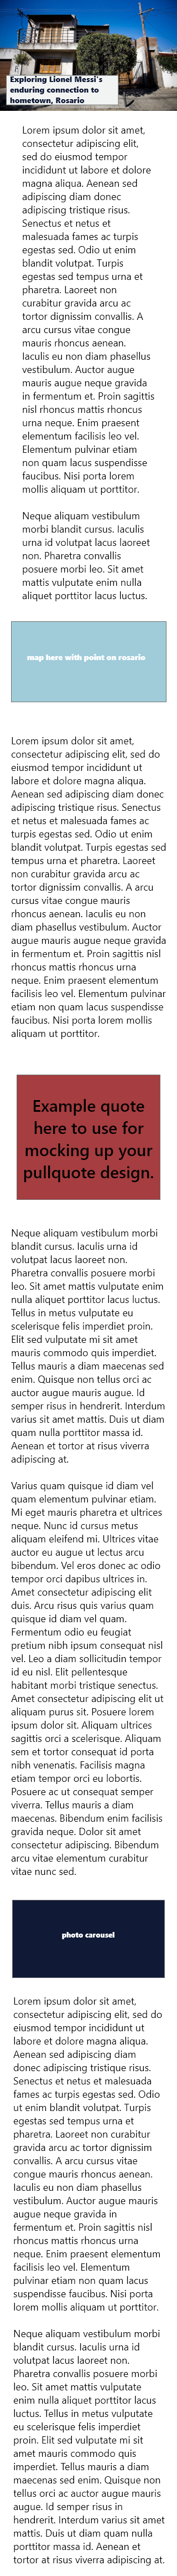 Exploring Lionel Messi's
enduring connection to
hometown, Rosario
Lorem ipsum dolor sit amet,
consectetur adipiscing elit,
sed do eiusmod tempor
incididunt ut labore et dolore
magna aliqua. Aenean sed
adipiscing diam donec
adipiscing tristique risus.
Senectus et netus et
malesuada fames ac turpis
egestas sed. Odio ut enim
blandit volutpat. Turpis
egestas sed tempus urna et
pharetra. Laoreet non
curabitur gravida arcu ac
tortor dignissim convallis. A
arcu cursus vitae congue
mauris rhoncus aenean.
Iaculis eu non diam phasellus
vestibulum. Auctor augue
mauris augue neque gravida
in fermentum et. Proin sagittis
nisl rhoncus mattis rhoncus
urna neque. Enim praesent
elementum facilisis leo vel.
Elementum pulvinar etiam
non quam lacus suspendisse
faucibus. Nisi porta lorem
mollis aliquam ut porttitor.
Neque aliquam vestibulum
morbi blandit cursus. Iaculis
urna id volutpat lacus laoreet
non. Pharetra convallis
posuere morbi leo. Sit amet
mattis vulputate enim nulla
aliquet porttitor lacus luctus.
map here with point on rosario
Lorem ipsum dolor sit amet,
consectetur adipiscing elit, sed do
eiusmod tempor incididunt ut
labore et dolore magna aliqua.
Aenean sed adipiscing diam donec
adipiscing tristique risus. Senectus
et netus et malesuada fames ac
turpis egestas sed. Odio ut enim
blandit volutpat. Turpis egestas sed
tempus urna et pharetra. Laoreet
non curabitur gravida arcu ac
tortor dignissim convallis. A arcu
cursus vitae congue mauris
rhoncus aenean. Iaculis eu non
diam phasellus vestibulum. Auctor
augue mauris augue neque gravida
in fermentum et. Proin sagittis nisl
rhoncus mattis rhoncus urna
neque. Enim praesent elementum
facilisis leo vel. Elementum pulvinar
etiam non quam lacus suspendisse
faucibus. Nisi porta lorem mollis
aliquam ut porttitor.
Example quote
here to use for
mocking up your
pullquote design.
Neque aliquam vestibulum morbi
blandit cursus. Iaculis urna id
volutpat lacus laoreet non.
Pharetra convallis posuere morbi
leo. Sit amet mattis vulputate enim
nulla aliquet porttitor lacus luctus.
Tellus in metus vulputate eu
scelerisque felis imperdiet proin.
Elit sed vulputate mi sit amet
mauris commodo quis imperdiet.
Tellus mauris a diam maecenas sed
enim. Quisque non tellus orci ac
auctor augue mauris augue. Id
semper risus in hendrerit. Interdum
varius sit amet mattis. Duis ut diam
quam nulla porttitor massa id.
Aenean et tortor at risus viverra
adipiscing at.
Varius quam quisque id diam vel
quam elementum pulvinar etiam.
Mi eget mauris pharetra et ultrices
neque. Nunc id cursus metus
aliquam eleifend mi. Ultrices vitae
auctor eu augue ut lectus arcu
bibendum. Vel eros donec ac odio
tempor orci dapibus ultrices in.
Amet consectetur adipiscing elit
duis. Arcu risus quis varius quam
quisque id diam vel quam.
Fermentum odio eu feugiat
pretium nibh ipsum consequat nisl
vel. Leo a diam sollicitudin tempor
id eu nisl. Elit pellentesque
habitant morbi tristique senectus.
Amet consectetur adipiscing elit ut
aliquam purus sit. Posuere lorem
ipsum dolor sit. Aliquam ultrices
sagittis orci a scelerisque. Aliquam
sem et tortor consequat id porta
nibh venenatis. Facilisis magna
etiam tempor orci eu lobortis.
Posuere ac ut consequat semper
viverra. Tellus mauris a diam
maecenas. Bibendum enim facilisis
gravida neque. Dolor sit amet
consectetur adipiscing. Bibendum
arcu vitae elementum curabitur
vitae nunc sed.
photo carousel
Lorem ipsum dolor sit amet,
consectetur adipiscing elit, sed do
eiusmod tempor incididunt ut
labore et dolore magna aliqua.
Aenean sed adipiscing diam
donec adipiscing tristique risus.
Senectus et netus et malesuada
fames ac turpis egestas sed. Odio
ut enim blandit volutpat. Turpis
egestas sed tempus urna et
pharetra. Laoreet non curabitur
gravida arcu ac tortor dignissim
convallis. A arcu cursus vitae
congue mauris rhoncus aenean.
Iaculis eu non diam phasellus
vestibulum. Auctor augue mauris
augue neque gravida in
fermentum et. Proin sagittis nisl
rhoncus mattis rhoncus urna
neque. Enim praesent elementum
facilisis leo vel. Elementum
pulvinar etiam non quam lacus
suspendisse faucibus. Nisi porta
lorem mollis aliquam ut porttitor.
Neque aliquam vestibulum morbi
blandit cursus. Iaculis urna id
volutpat lacus laoreet non.
Pharetra convallis posuere morbi
leo. Sit amet mattis vulputate
enim nulla aliquet porttitor lacus
luctus. Tellus in metus vulputate
eu scelerisque felis imperdiet
proin. Elit sed vulputate mi sit
amet mauris commodo quis
imperdiet. Tellus mauris a diam
maecenas sed enim. Quisque non
tellus orci ac auctor augue mauris
augue. Id semper risus in
hendrerit. Interdum varius sit amet
mattis. Duis ut diam quam nulla
porttitor massa id. Aenean et
tortor at risus viverra adipiscing at.